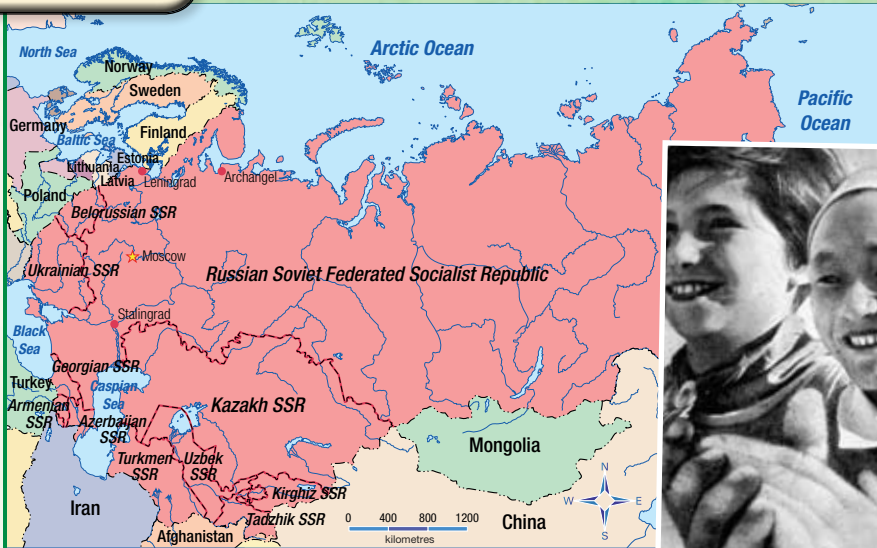 North Sea
Arctic Ocean
Norway
Sweden
Pacific
Ocean
Germany
Baltic Sea
Finland
Estonia
Lithuania
Latvia
Leningrad
Archangel
Poland
Belorussian SSR
Moscow
Ukrainian SSR
Russian Soviet Federated Socialist Republic
Stalingrad
Black
Sea
Georgian SSR
Turkey
Caspian
Sea
Armenian
SSR
Kazakh SSR
Azerbaijan
SSR
Mongolia
Turkmen
SSR
Uzbek
SSR
N
W
E
S
Kirghiz SSR
Iran
0 400 800 1200
kilometres
Tadzhik SSR
China
Afghanistan